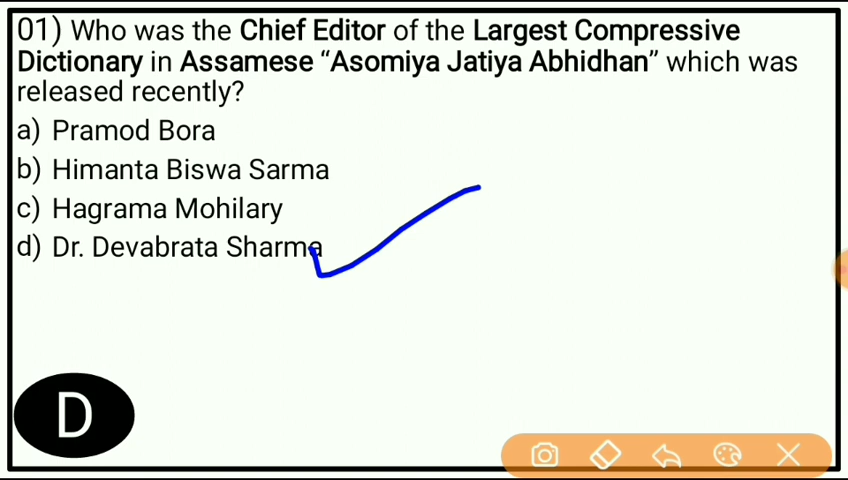 01) Who was the Chief Editor of the Largest Compressive
Dictionary in Assamese “Asomiya Jatiya Abhidhan” which was
released recently?
a) Pramod Bora
b) Himanta Biswa Sarma
c) Hagrama Mohilary
d) Dr. Devabrata Sharma
D